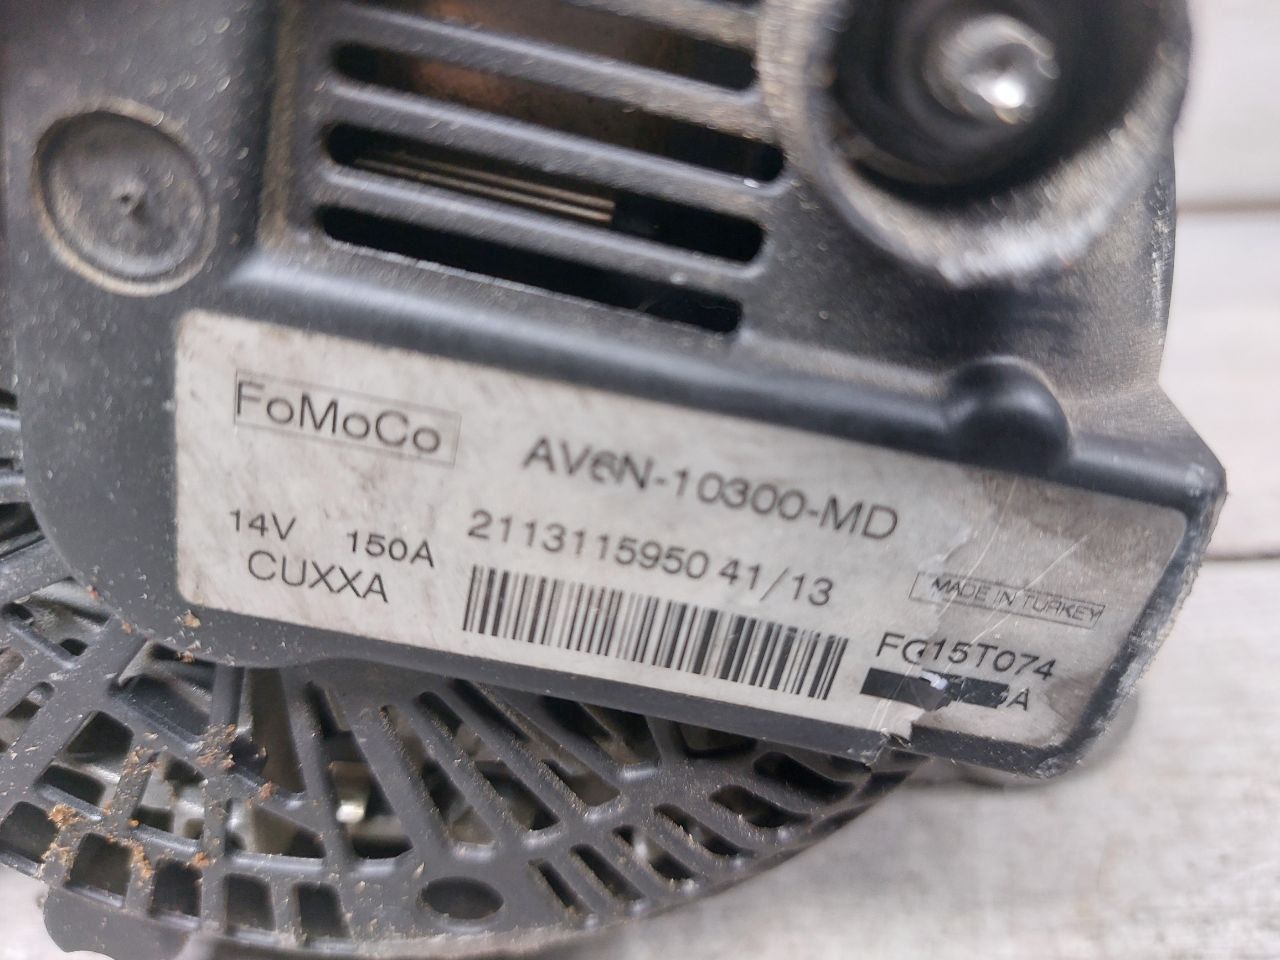 FoMoCo
AV6N-10300-MD
14V 150A
2113115950 41/13
CUXXA
MADE IN TURKEY
FG15T074